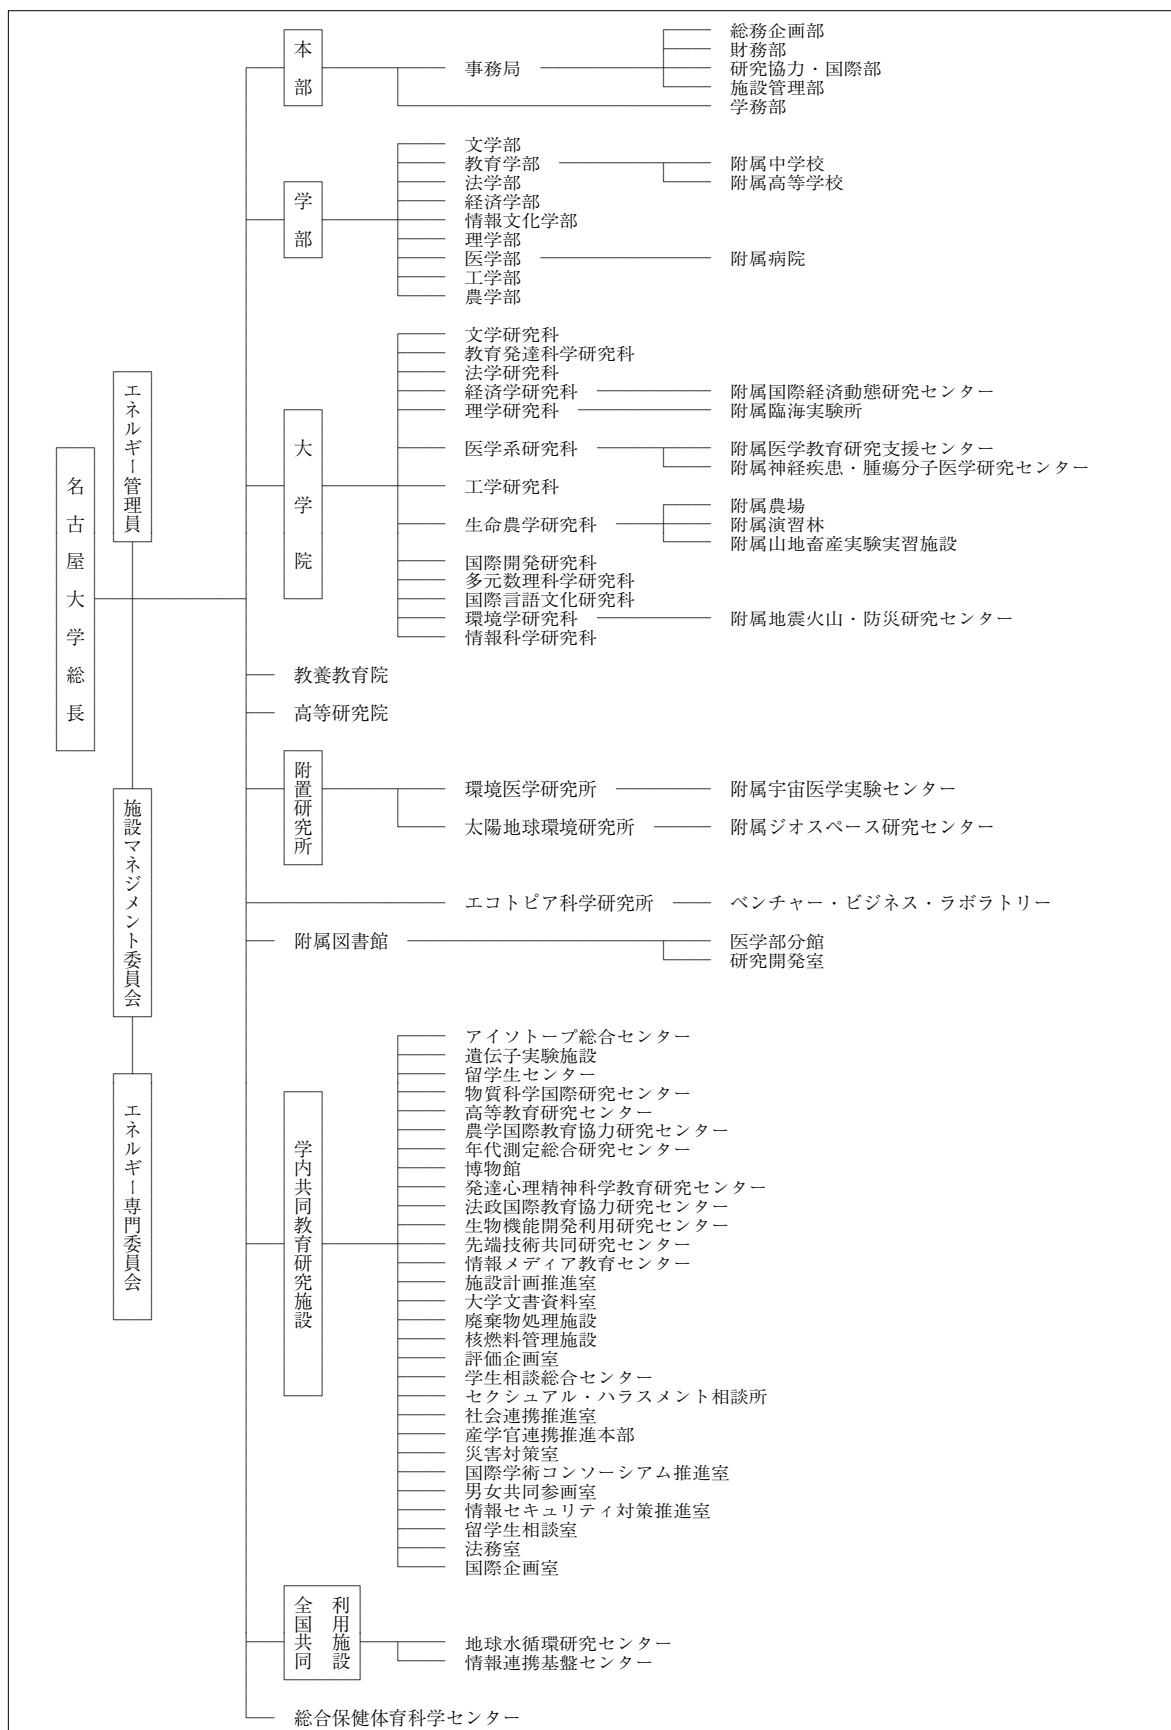 名古屋大学総長
エネルギー管理員
施設マネジメント委員会
エネルギー専門委員会
本部
事務局
総務企画部
財務部
研究協力・国際部
施設管理部
学務部
学部
文学部
教育学部
附属中学校
附属高等学校
法学部
経済学部
情報文化学部
理学部
医学部
附属病院
工学部
農学部
大学院
文学研究科
教育発達科学研究科
法学研究科
経済学研究科
附属国際経済動態研究センター
理学研究科
附属臨海実験所
医学系研究科
附属医学教育研究支援センター
附属神経疾患・腫瘍分子医学研究センター
工学研究科
生命農学研究科
附属農場
附属演習林
附属山地畜産実験実習施設
国際開発研究科
多元数理科学研究科
国際言語文化研究科
環境学研究科
附属地震火山・防災研究センター
情報科学研究科
教養教育院
高等研究院
附置研究所
環境医学研究所
附属宇宙医学実験センター
太陽地球環境研究所
附属ジオスペース研究センター
エコトピア科学研究所
ベンチャー・ビジネス・ラボラトリー
附属図書館
医学部分館
研究開発室
学内共同教育研究施設
アイソトープ総合センター
遺伝子実験施設
留学生センター
物質科学国際研究センター
高等教育研究センター
農学国際教育協力研究センター
年代測定総合研究センター
博物館
発達心理精神科学教育研究センター
法政国際教育協力研究センター
生物機能開発利用研究センター
先端技術共同研究センター
情報メディア教育センター
施設計画推進室
大学文書資料室
廃棄物処理施設
核燃料管理施設
評価企画室
学生相談総合センター
セクシュアル・ハラスメント相談所
社会連携推進室
産学官連携推進本部
災害対策室
国際学術コンソーシアム推進室
男女共同参画室
情報セキュリティ対策推進室
留学生相談室
法務室
国際企画室
全国共同
利用施設
地球水循環研究センター
情報連携基盤センター
総合保健体育科学センター